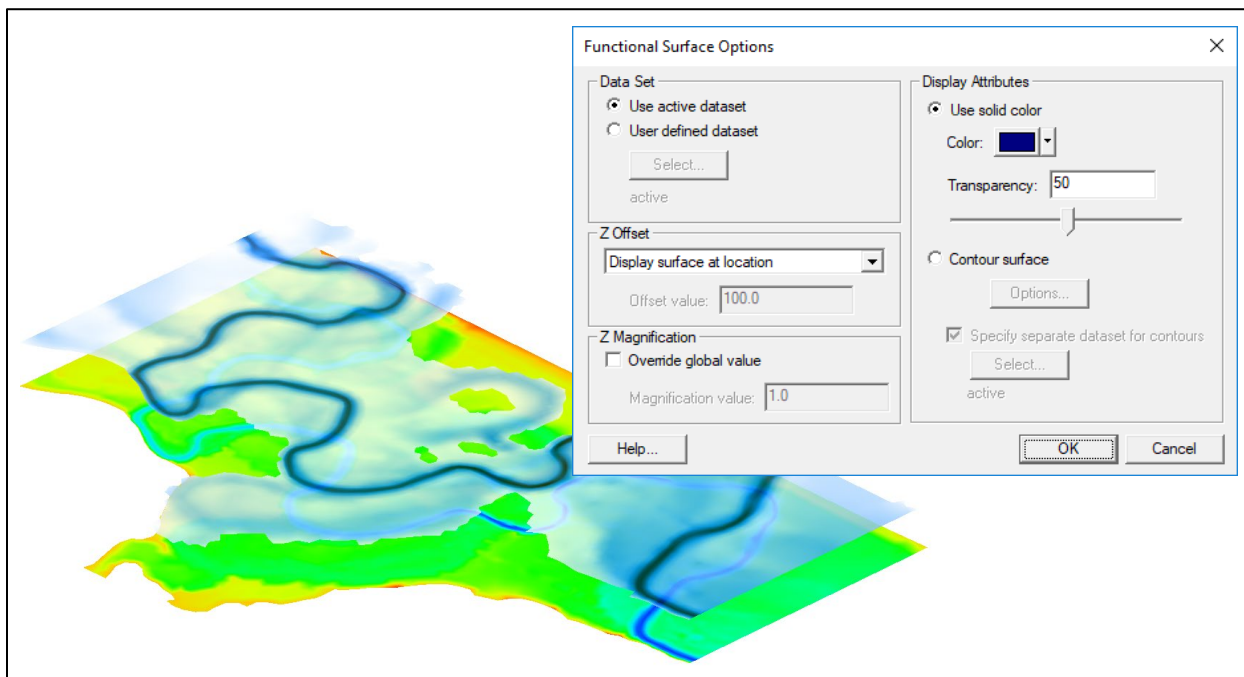 Functional Surface Options
Data Set
Use active dataset
User defined dataset
Select...
active
Z Offset
Display surface at location
Offset value: 100.0
Z Magnification
Override global value
Magnification value: 1.0
Display Attributes
Use solid color
Color:
Transparency: 50
Contour surface
Options...
Specify separate dataset for contours
Select...
active
Help...
OK
Cancel